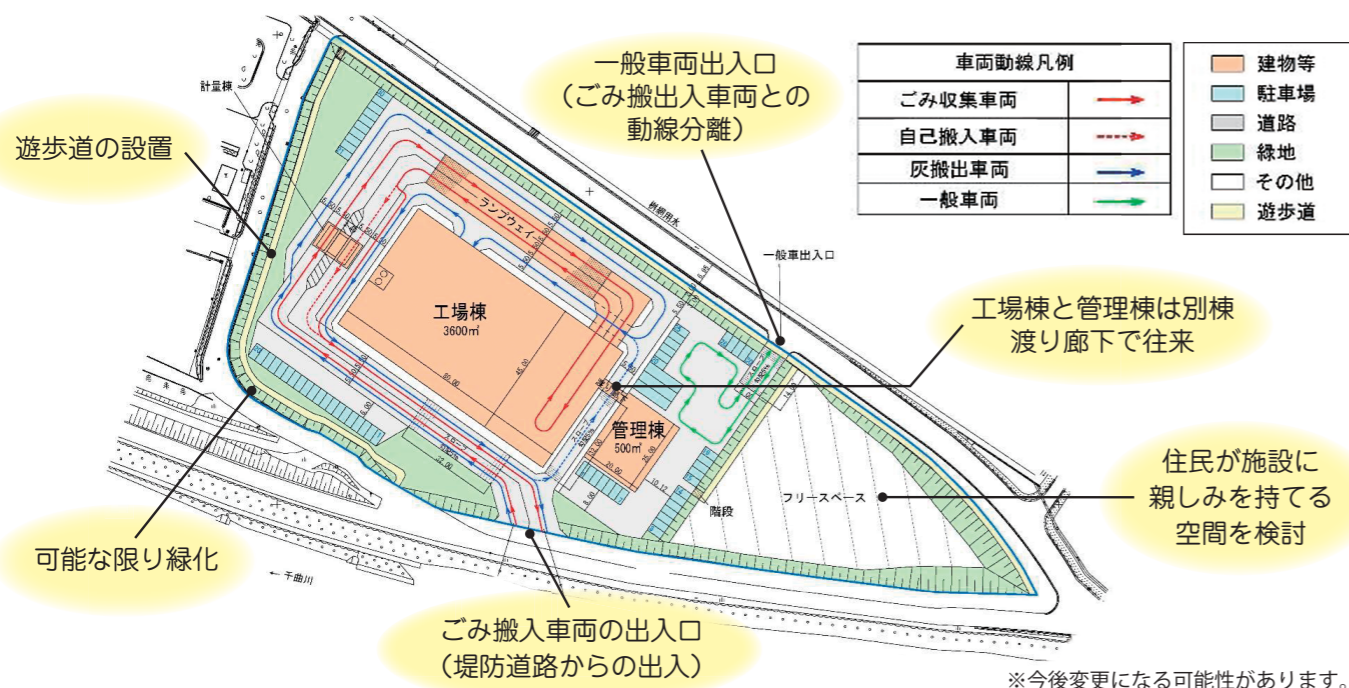 一般車両出入口
（ごみ搬出入車両との
動線分離）
車両動線凡例
ごみ収集車両
自己搬入車両
灰搬出車両
一般車両
建物等
駐車場
道路
緑地
その他
遊歩道
計量棟
遊歩道の設置
ランプウェイ
一般車出入口
工場棟
3600㎡
工場棟と管理棟は別棟
渡り廊下で往来
管理棟
500㎡
フリースペース
階段
住民が施設に
親しみを持てる
空間を検討
可能な限り緑化
千曲川
ごみ搬入車両の出入口
（堤防道路からの出入）
※今後変更になる可能性があります。